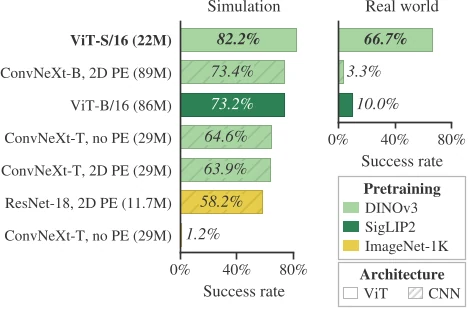 Simulation Real world
ViT-S/16 (22M) 82.2% 66.7%
ConvNeXt-B, 2D PE (89M) 73.4% 3.3%
ViT-B/16 (86M) 73.2% 10.0%
ConvNeXt-T, no PE (29M) 64.6%
0% 40% 80%
ConvNeXt-T, 2D PE (29M) 63.9%
Success rate
ResNet-18, 2D PE (11.7M) 58.2%
ConvNeXt-T, no PE (29M) 1.2%
0% 40% 80%
Success rate
Pretraining
DINOv3
SigLIP2
ImageNet-1K
Architecture
ViT CNN